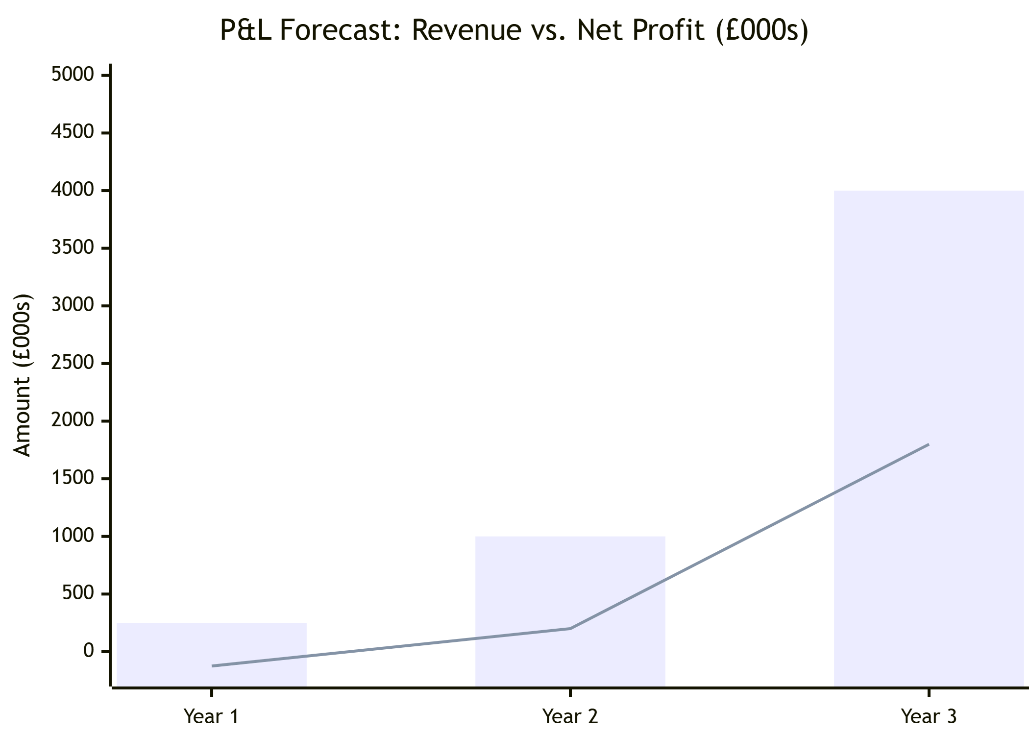 P&L Forecast: Revenue vs. Net Profit (£000s)
Amount (£000s)
5000
4500
4000
3500
3000
2500
2000
1500
1000
500
0
Year 1
Year 2
Year 3